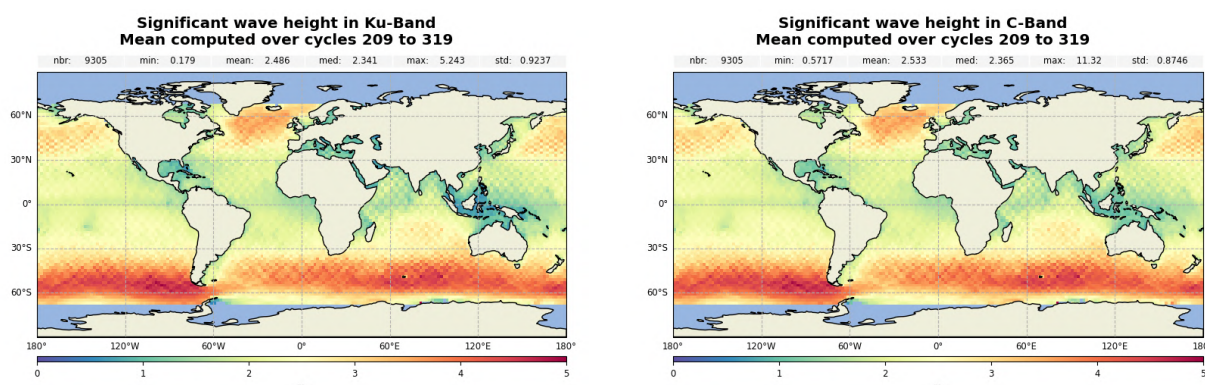 Significant wave height in Ku-Band
Mean computed over cycles 209 to 319
nbr: 9305 min: 0.179 mean: 2.486 med: 2.341 max: 5.243 std: 0.9237
60°N
30°N
0°
30°S
60°S
180° 120°W 60°W 0° 60°E 120°E 180°
0 1 2 3 4 5
Significant wave height in C-Band
Mean computed over cycles 209 to 319
nbr: 9305 min: 0.5717 mean: 2.533 med: 2.365 max: 11.32 std: 0.8746
60°N
30°N
0°
30°S
60°S
180° 120°W 60°W 0° 60°E 120°E 180°
0 1 2 3 4 5